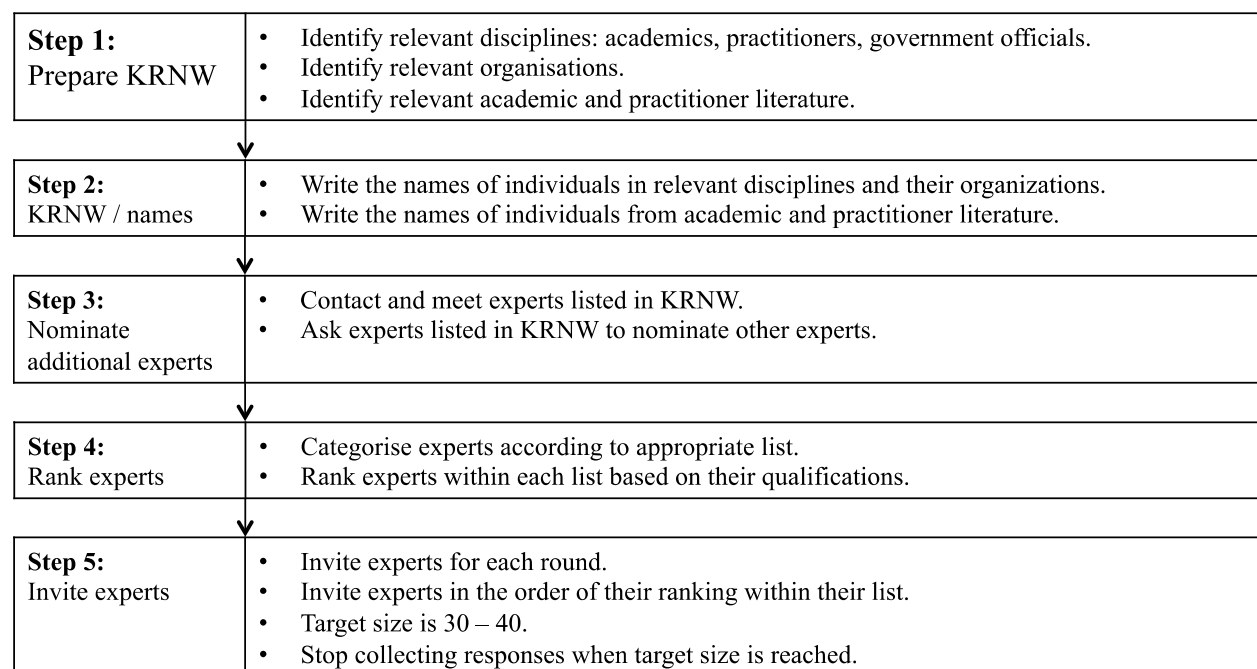 Step 1:
Prepare KRNW
• Identify relevant disciplines: academics, practitioners, government officials.
• Identify relevant organisations.
• Identify relevant academic and practitioner literature.
Step 2:
KRNW / names
• Write the names of individuals in relevant disciplines and their organizations.
• Write the names of individuals from academic and practitioner literature.
Step 3:
Nominate
additional experts
• Contact and meet experts listed in KRNW.
• Ask experts listed in KRNW to nominate other experts.
Step 4:
Rank experts
• Categorise experts according to appropriate list.
• Rank experts within each list based on their qualifications.
Step 5:
Invite experts
• Invite experts for each round.
• Invite experts in the order of their ranking within their list.
• Target size is 30 – 40.
• Stop collecting responses when target size is reached.